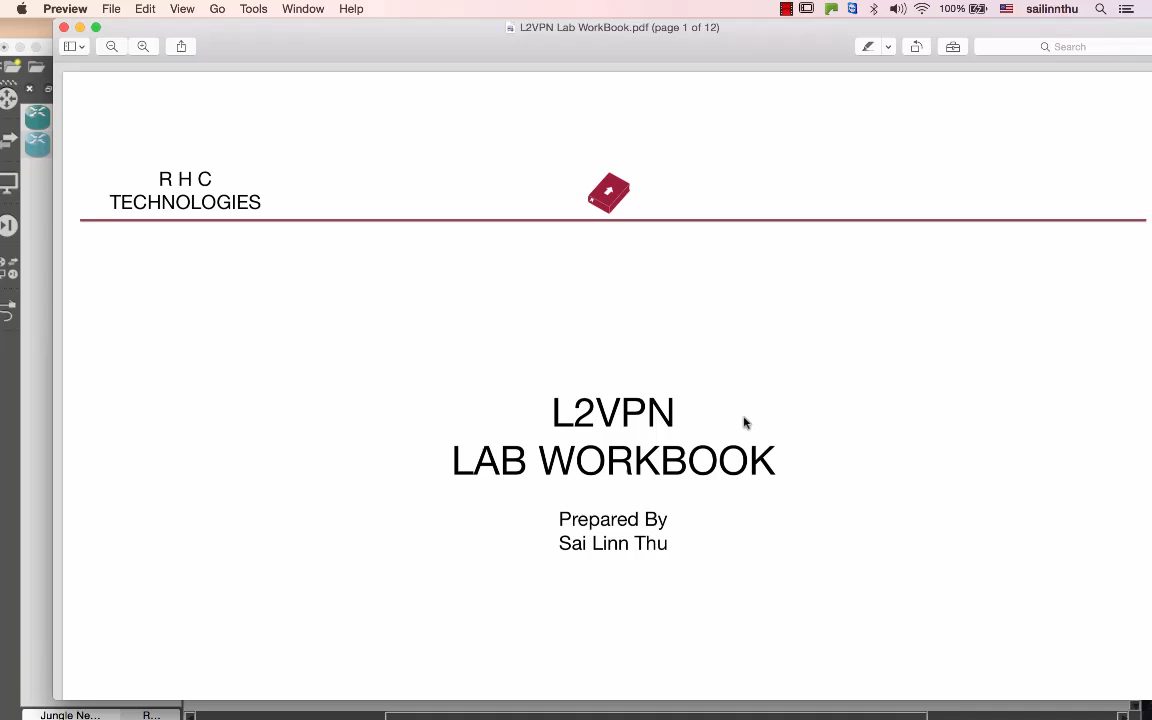 Preview File Edit View Go Tools Window Help 100% sailinnthu
L2VPN Lab WorkBook.pdf (page 1 of 12)
Search
R H C
TECHNOLOGIES
L2VPN
LAB WORKBOOK
Prepared By
Sai Linn Thu
Jungle Ne... R...